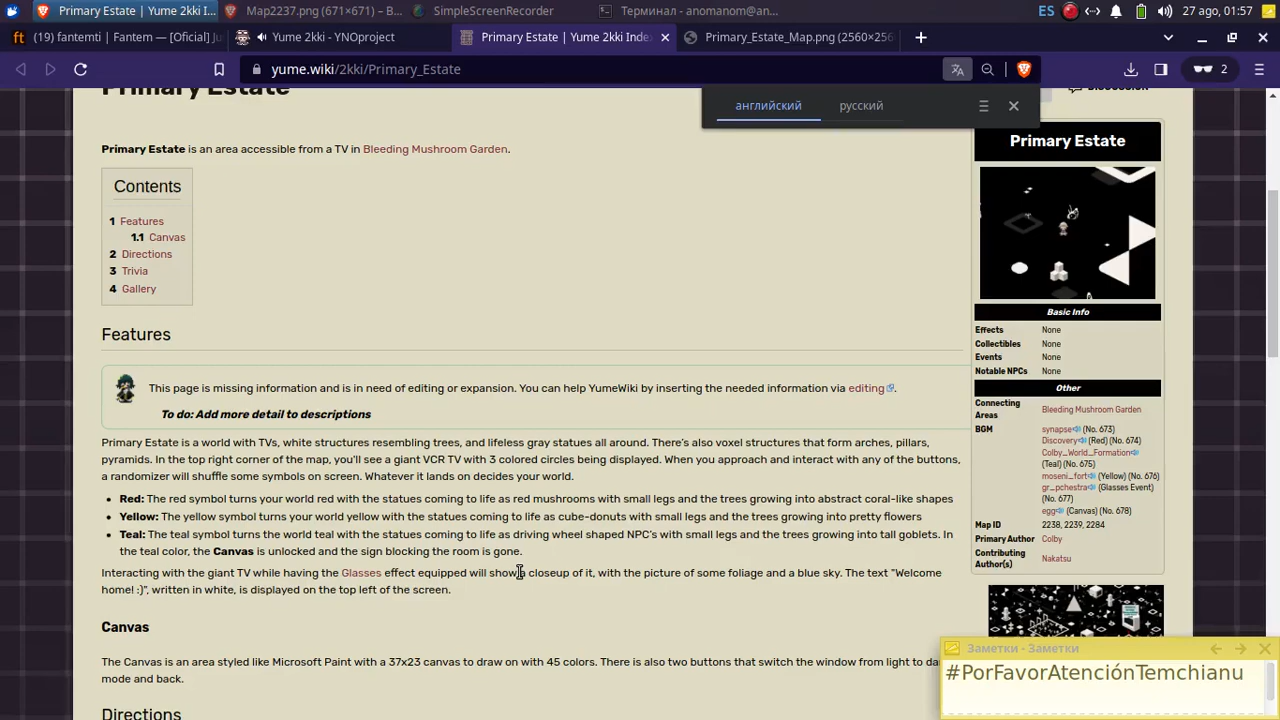 Primary Estate | Yume 2kki I...
Map2237.png (671×671) – B...
SimpleScreenRecorder
Терминал - anomanom@an...
ES
27 ago, 01:57
(19) fantemti | Fantem — [Oficial] Ju
Yume 2kki - YNOproject
Primary Estate | Yume 2kki Index
Primary_Estate_Map.png (2560×256
yume.wiki/2kki/Primary_Estate
2
английский
русский
Primary Estate
Discussion
Primary Estate is an area accessible from a TV in Bleeding Mushroom Garden.
Contents
1 Features
1.1 Canvas
2 Directions
3 Trivia
4 Gallery
Features
This page is missing information and is in need of editing or expansion. You can help YumeWiki by inserting the needed information via editing.
To do: Add more detail to descriptions
Primary Estate is a world with TVs, white structures resembling trees, and lifeless gray statues all around. There's also voxel structures that form arches, pillars,
pyramids. In the top right corner of the map, you'll see a giant VCR TV with 3 colored circles being displayed. When you approach and interact with any of the buttons,
a randomizer will shuffle some symbols on screen. Whatever it lands on decides your world.
Red: The red symbol turns your world red with the statues coming to life as red mushrooms with small legs and the trees growing into abstract coral-like shapes
Yellow: The yellow symbol turns your world yellow with the statues coming to life as cube-donuts with small legs and the trees growing into pretty flowers
Teal: The teal symbol turns the world teal with the statues coming to life as driving wheel shaped NPC's with small legs and the trees growing into tall goblets. In
the teal color, the Canvas is unlocked and the sign blocking the room is gone.
Interacting with the giant TV while having the Glasses effect equipped will show a closeup of it, with the picture of some foliage and a blue sky. The text "Welcome
home! :)", written in white, is displayed on the top left of the screen.
Canvas
The Canvas is an area styled like Microsoft Paint with a 37x23 canvas to draw on with 45 colors. There is also two buttons that switch the window from light to dar
mode and back.
Directions
Primary Estate
Basic Info
Effects None
Collectibles None
Events None
Notable NPCs None
Other
Connecting Areas Bleeding Mushroom Garden
BGM synapse (No. 673)
Discovery (Red) (No. 674)
Colby_World_Formation
(Teal) (No. 675)
moseni_fort (Yellow) (No. 676)
gr_pchestra (Glasses Event)
(No. 677)
egg (Canvas) (No. 678)
Map ID 2238, 2239, 2284
Primary Author Colby
Contributing Author(s) Nakatsu
Заметки - Заметки
#PorFavorAtenciónTemchianu